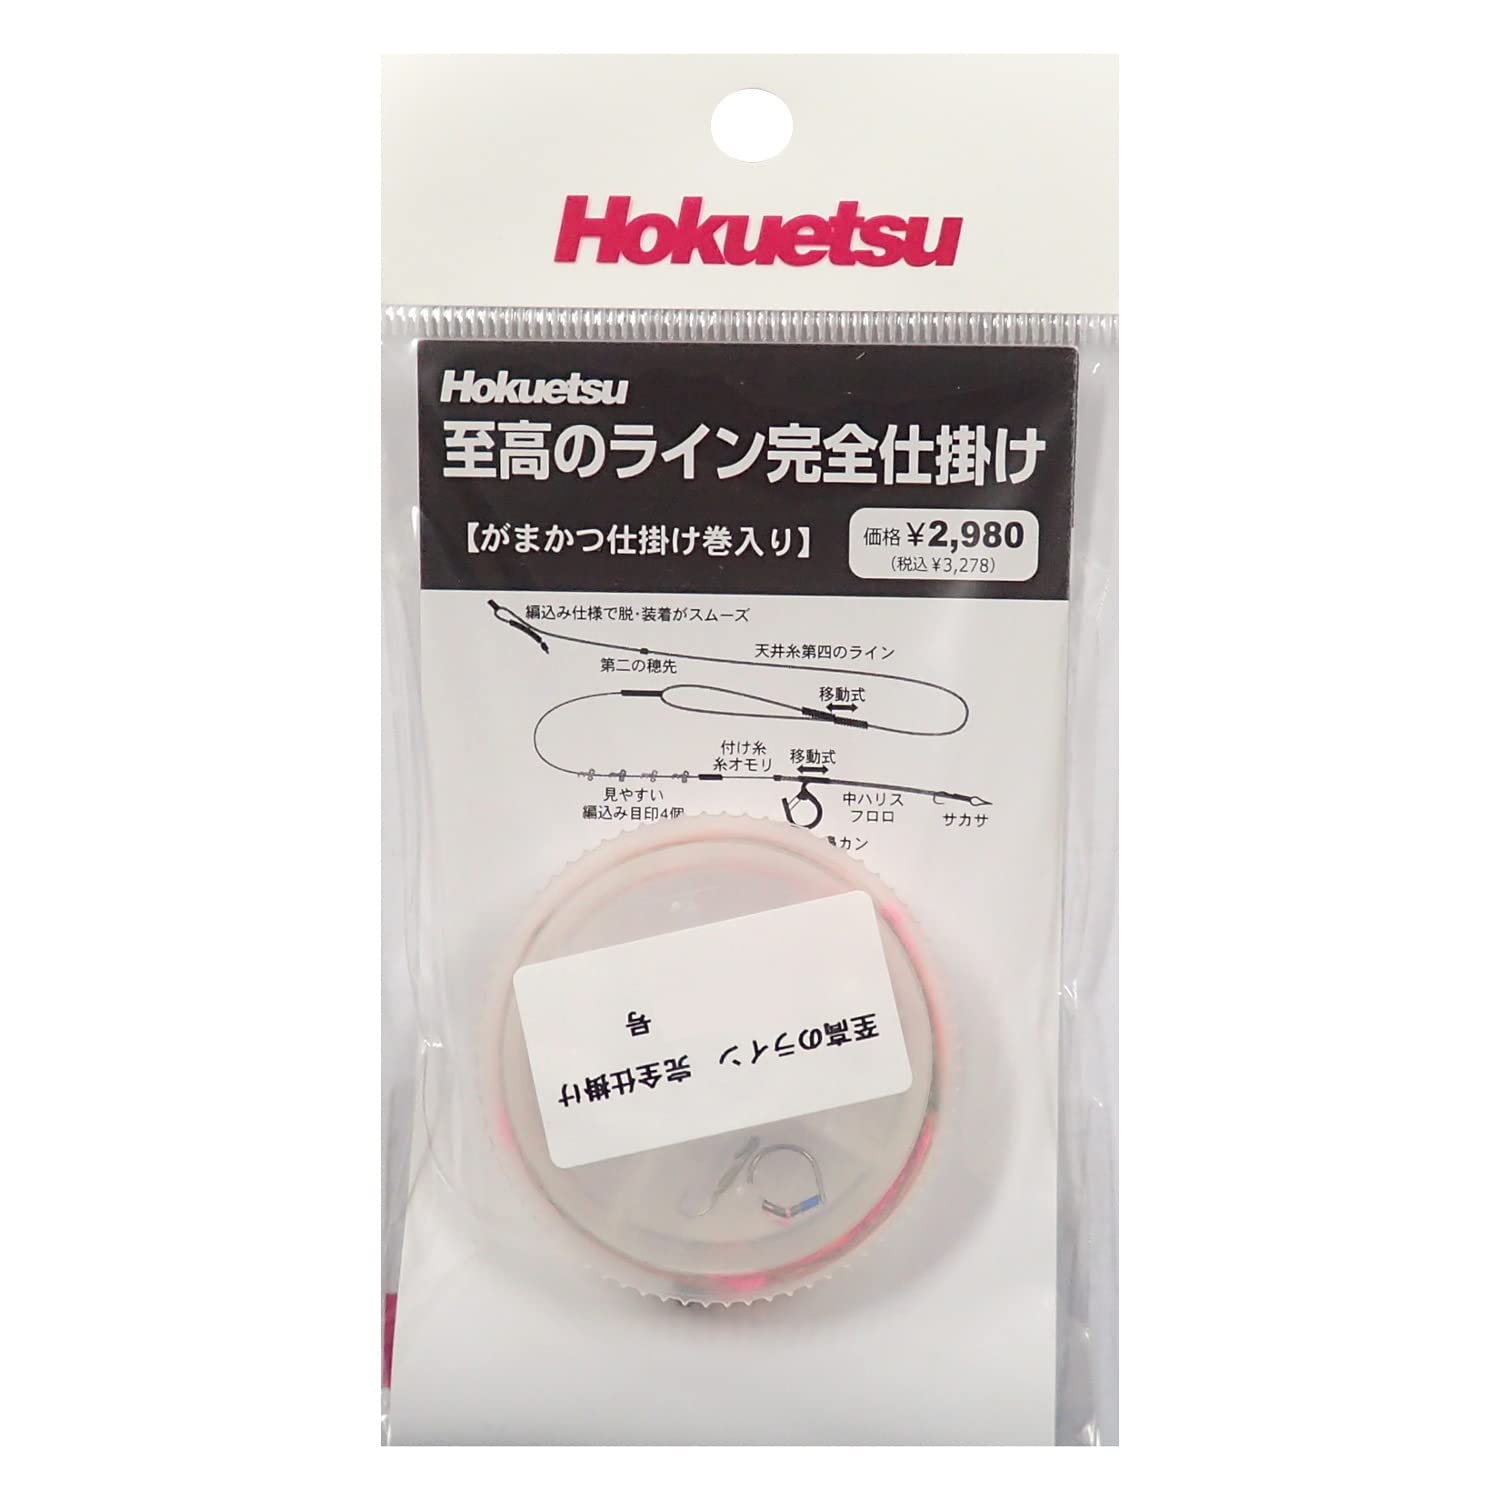 Hokuetsu
Hokuetsu
至高のライン完全仕掛け
【がまかつ仕掛け巻入り】
価格 ¥2,980
(税込¥3,278)
編込み仕様で脱・装着がスムーズ
天井糸第四のライン
第二の穂先
移動式
付け糸
糸オモリ
移動式
見やすい
編込み目印4個
中ハリス
フロロ
サカサ
カン
至高のライン 完全仕掛け
号